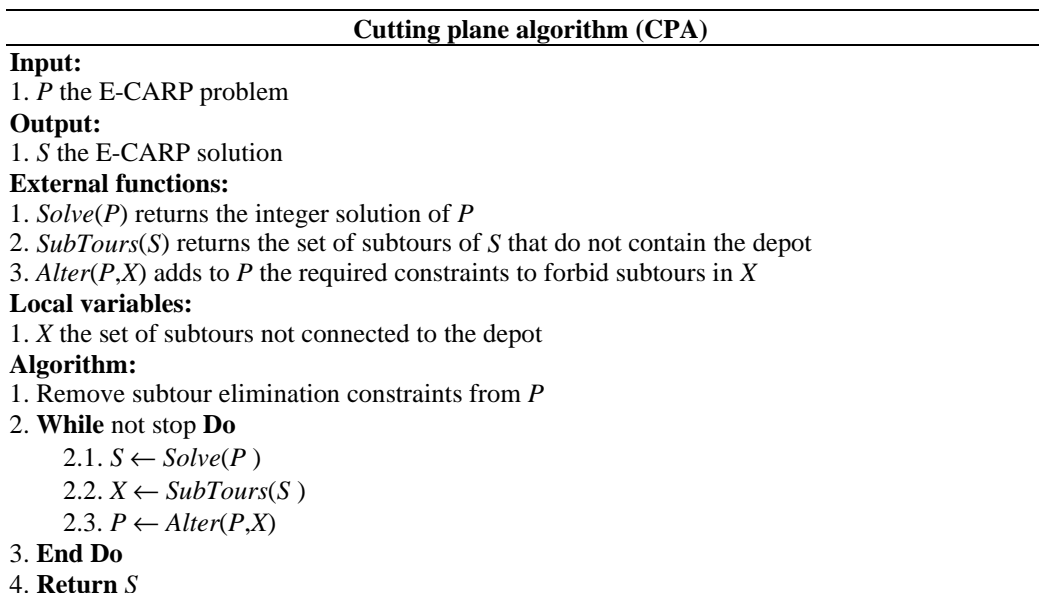 Cutting plane algorithm (CPA)
Input:
1. P the E-CARP problem
Output:
1. S the E-CARP solution
External functions:
1. Solve(P) returns the integer solution of P
2. SubTours(S) returns the set of subtours of S that do not contain the depot
3. Alter(P,X) adds to P the required constraints to forbid subtours in X
Local variables:
1. X the set of subtours not connected to the depot
Algorithm:
1. Remove subtour elimination constraints from P
2. While not stop Do
2.1. S ← Solve(P )
2.2. X ← SubTours(S )
2.3. P ← Alter(P,X)
3. End Do
4. Return S